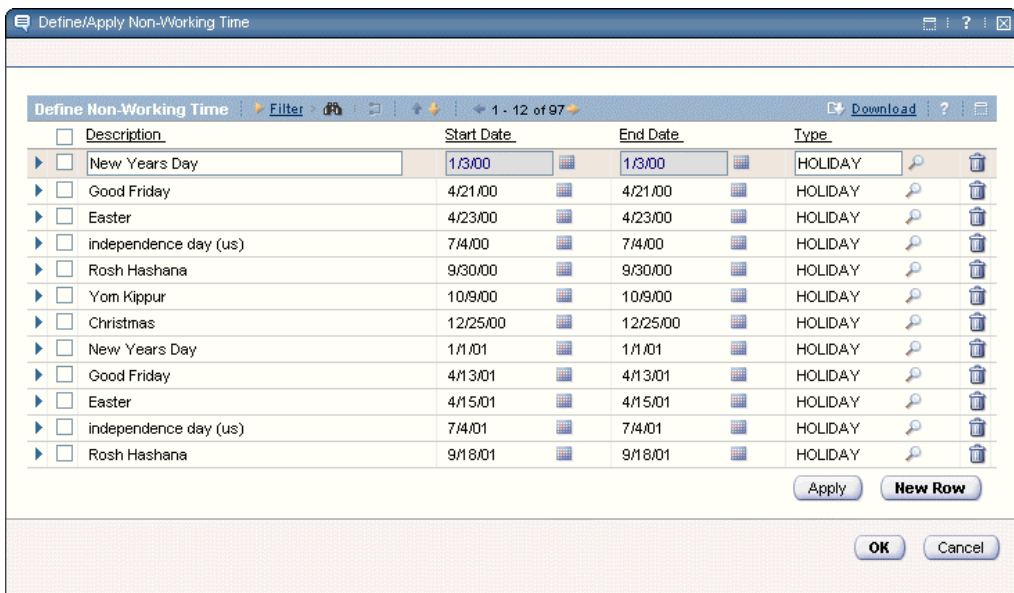 Define/Apply Non-Working Time ?
Define Non-Working Time Filter 1 - 12 of 97 Download ?
Description Start Date End Date Type
New Years Day 1/3/00 1/3/00 HOLIDAY
Good Friday 4/21/00 4/21/00 HOLIDAY
Easter 4/23/00 4/23/00 HOLIDAY
independence day (us) 7/4/00 7/4/00 HOLIDAY
Rosh Hashana 9/30/00 9/30/00 HOLIDAY
Yom Kippur 10/9/00 10/9/00 HOLIDAY
Christmas 12/25/00 12/25/00 HOLIDAY
New Years Day 1/1/01 1/1/01 HOLIDAY
Good Friday 4/13/01 4/13/01 HOLIDAY
Easter 4/15/01 4/15/01 HOLIDAY
independence day (us) 7/4/01 7/4/01 HOLIDAY
Rosh Hashana 9/18/01 9/18/01 HOLIDAY
Apply New Row
OK Cancel